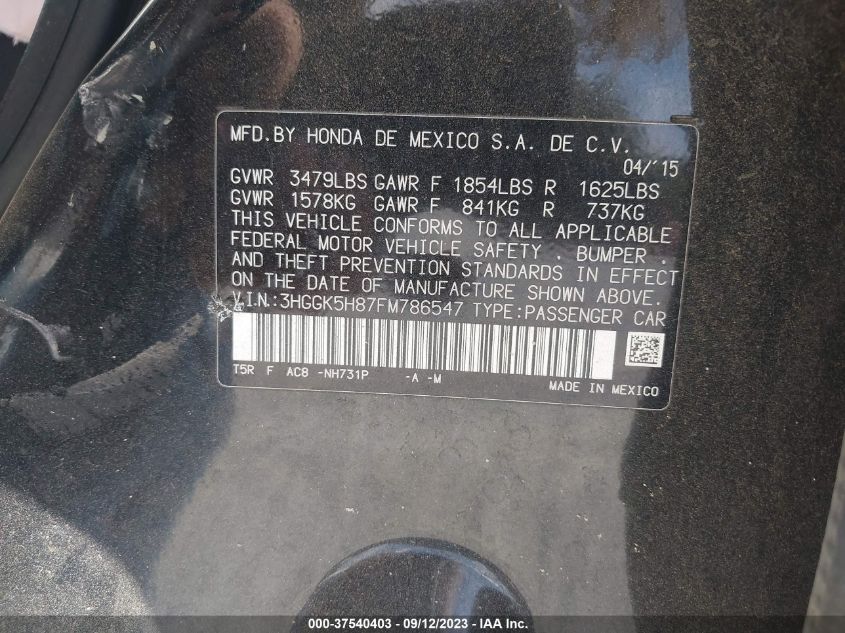 MFD.BY HONDA DE MEXICO S.A. DE C.V.
04/'15
GVWR 3479LBS GAWR F 1854LBS R 1625LBS
GVWR 1578KG GAWR F 841KG R 737KG
THIS VEHICLE CONFORMS TO ALL APPLICABLE
FEDERAL MOTOR VEHICLE SAFETY , BUMPER ,
AND THEFT PREVENTION STANDARDS IN EFFECT
ON THE DATE OF MANUFACTURE SHOWN ABOVE.
V.I.N.:3HGGK5H87FM786547 TYPE:PASSENGER CAR
T5R F AC8 -NH731P -A -M
MADE IN MEXICO
000-37540403 - 09/12/2023 - IAA Inc.